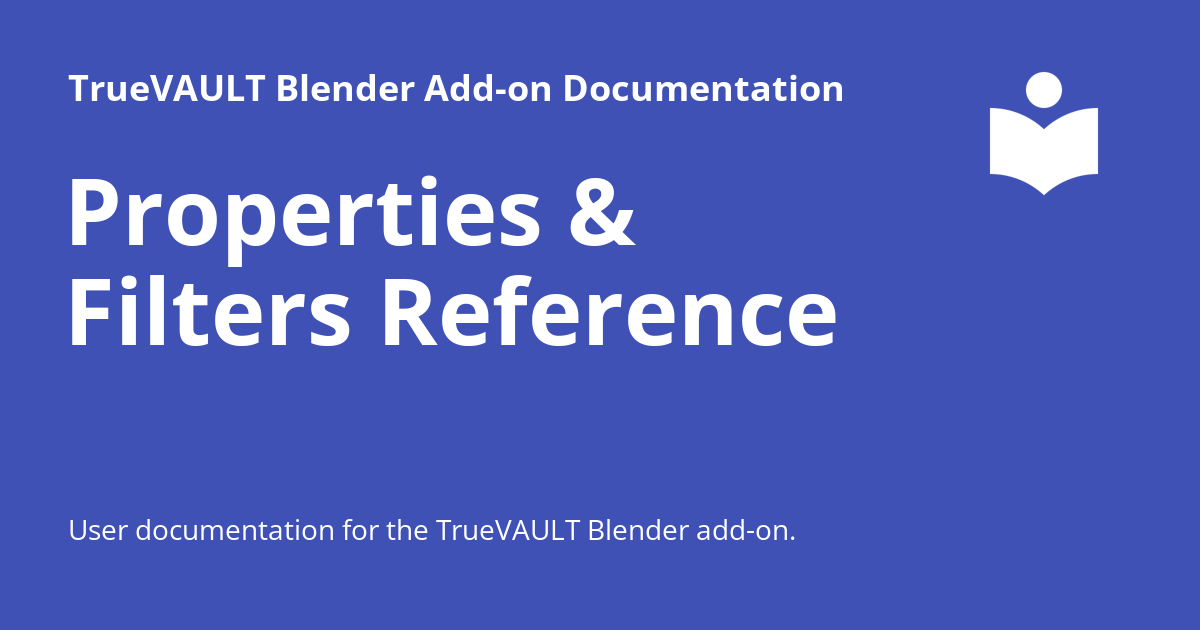 TrueVAULT Blender Add-on Documentation
Properties &
Filters Reference
User documentation for the TrueVAULT Blender add-on.